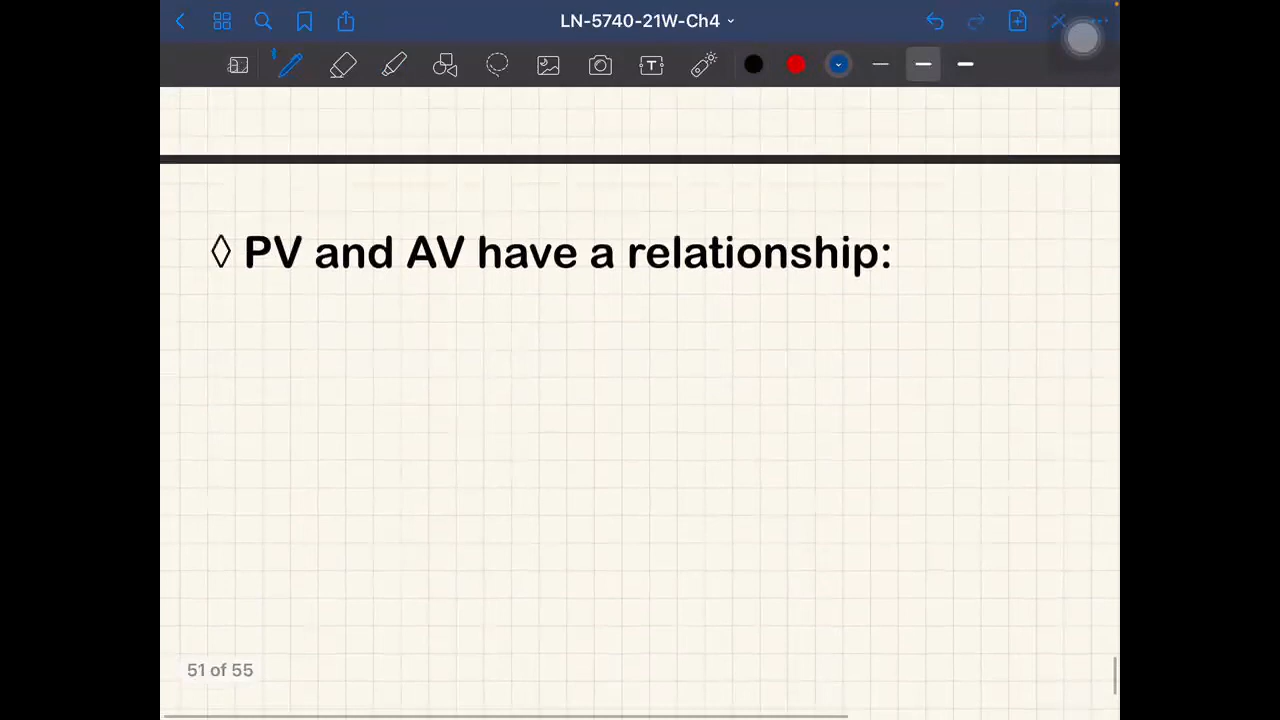 LN-5740-21W-Ch4
◊ PV and AV have a relationship:
51 of 55